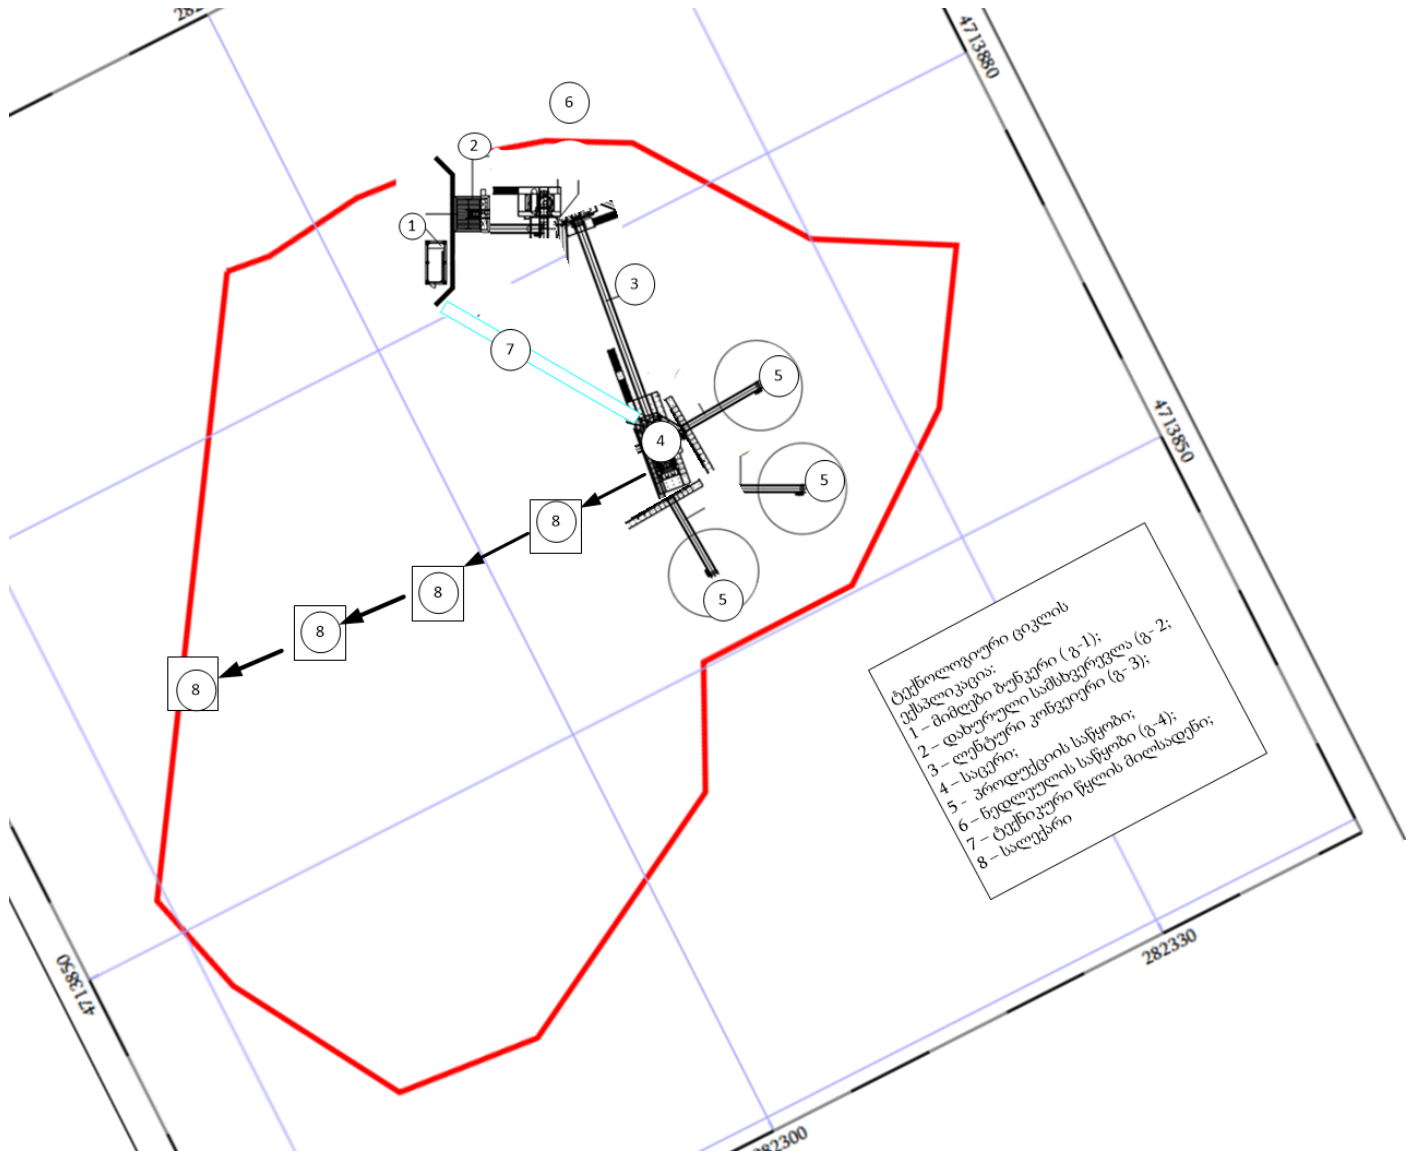 282
4713880
6
2
1
3
7
5
4
5
4713850
8
8
5
8
8
ტექნოლოგიური ციკლის
ექსპლიკაცია:
1 – მიმღები ბუნკერი ( გ-1);
2 – დახურული სამსხვრევლა (გ- 2;
3 – ლენტური კონვეიერი (გ- 3);
4 – საცერი;
5 - პროდუქციის საწყობი;
6 – ნედლეულის საწყობი (გ-4);
7 – ტექნიკური წყლის მილსადენი;
8 – სალექარი
282330
4713850
282300